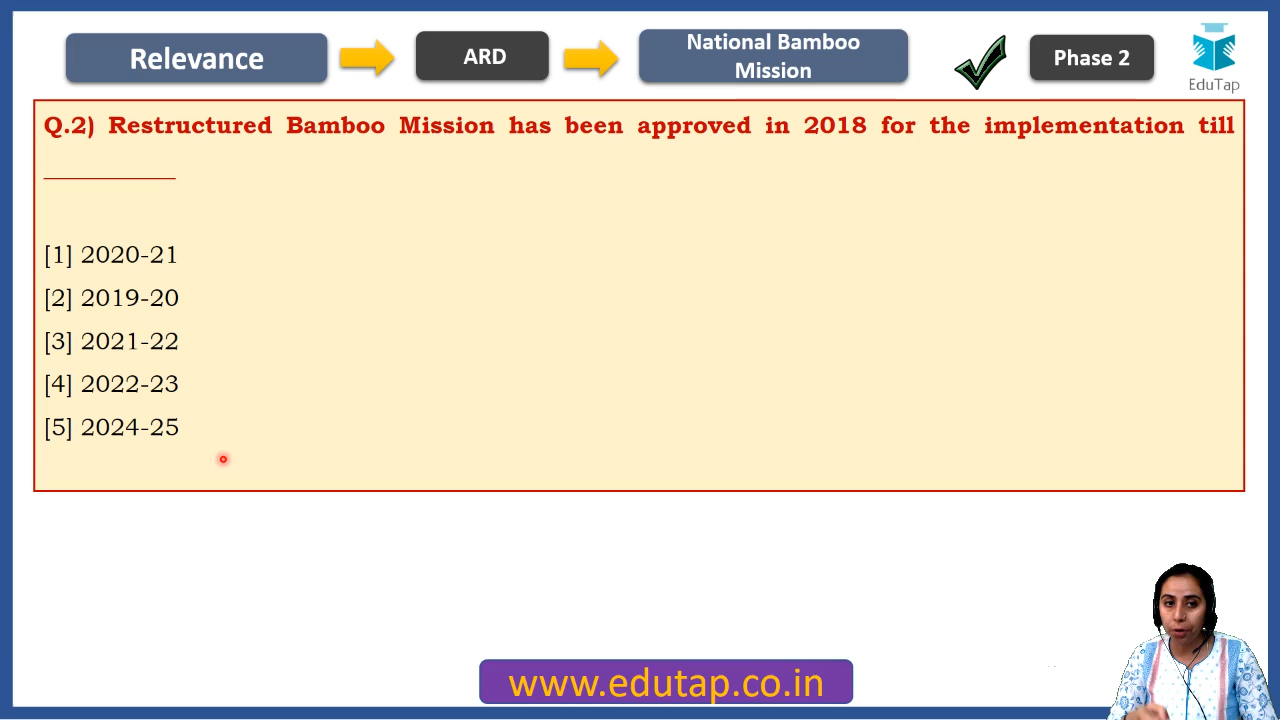 Relevance
ARD
National Bamboo
Mission
Phase 2
EduTap
Q.2) Restructured Bamboo Mission has been approved in 2018 for the implementation till
___________
[1] 2020-21
[2] 2019-20
[3] 2021-22
[4] 2022-23
[5] 2024-25
www.edutap.co.in